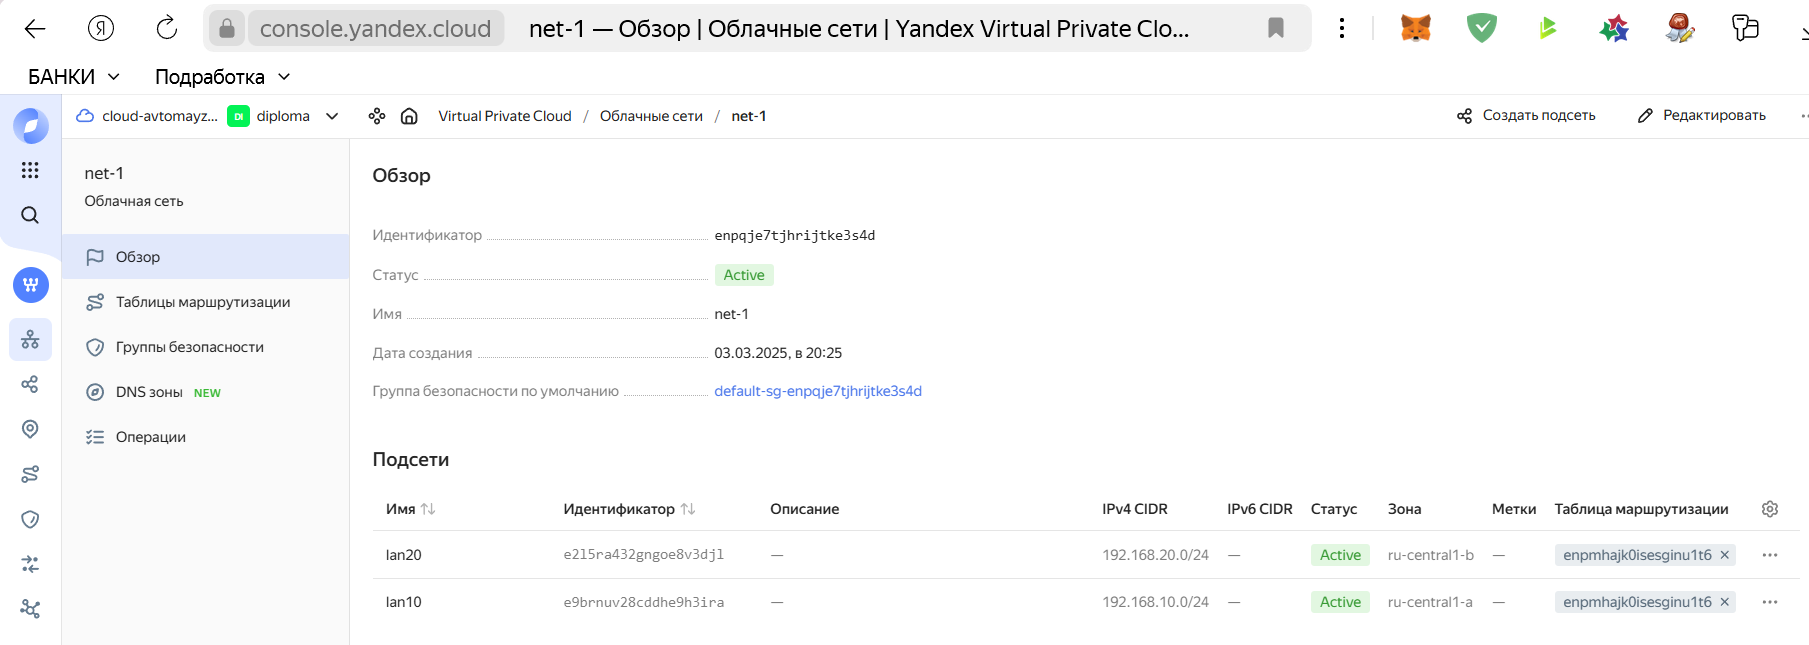 console.yandex.cloud net-1 — Обзор | Облачные сети | Yandex Virtual Private Clo...
БАНКИ Подработка
cloud-avtomayz... DI diploma Virtual Private Cloud / Облачные сети / net-1 Создать подсеть Редактировать
net-1
Облачная сеть
Обзор
Таблицы маршрутизации
Группы безопасности
DNS зоны NEW
Операции
Обзор
Идентификатор enpqje7tjhrijtke3s4d
Статус Active
Имя net-1
Дата создания 03.03.2025, в 20:25
Группа безопасности по умолчанию default-sg-enpqje7tjhrijtke3s4d
Подсети
Имя Идентификатор Описание IPv4 CIDR IPv6 CIDR Статус Зона Метки Таблица маршрутизации
lan20 e2l5ra432gngoe8v3djl — 192.168.20.0/24 — Active ru-central1-b — enpmhajk0isesginu1t6 ×
lan10 e9brnuv28cddhe9h3ira — 192.168.10.0/24 — Active ru-central1-a — enpmhajk0isesginu1t6 ×